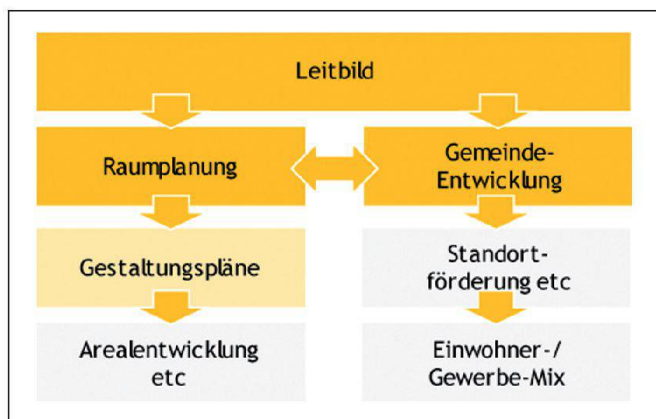 Leitbild
Raumplanung
Gemeinde-
Entwicklung
Gestaltungspläne
Standort-
förderung etc
Arealentwicklung
etc
Einwohner-/
Gewerbe-Mix